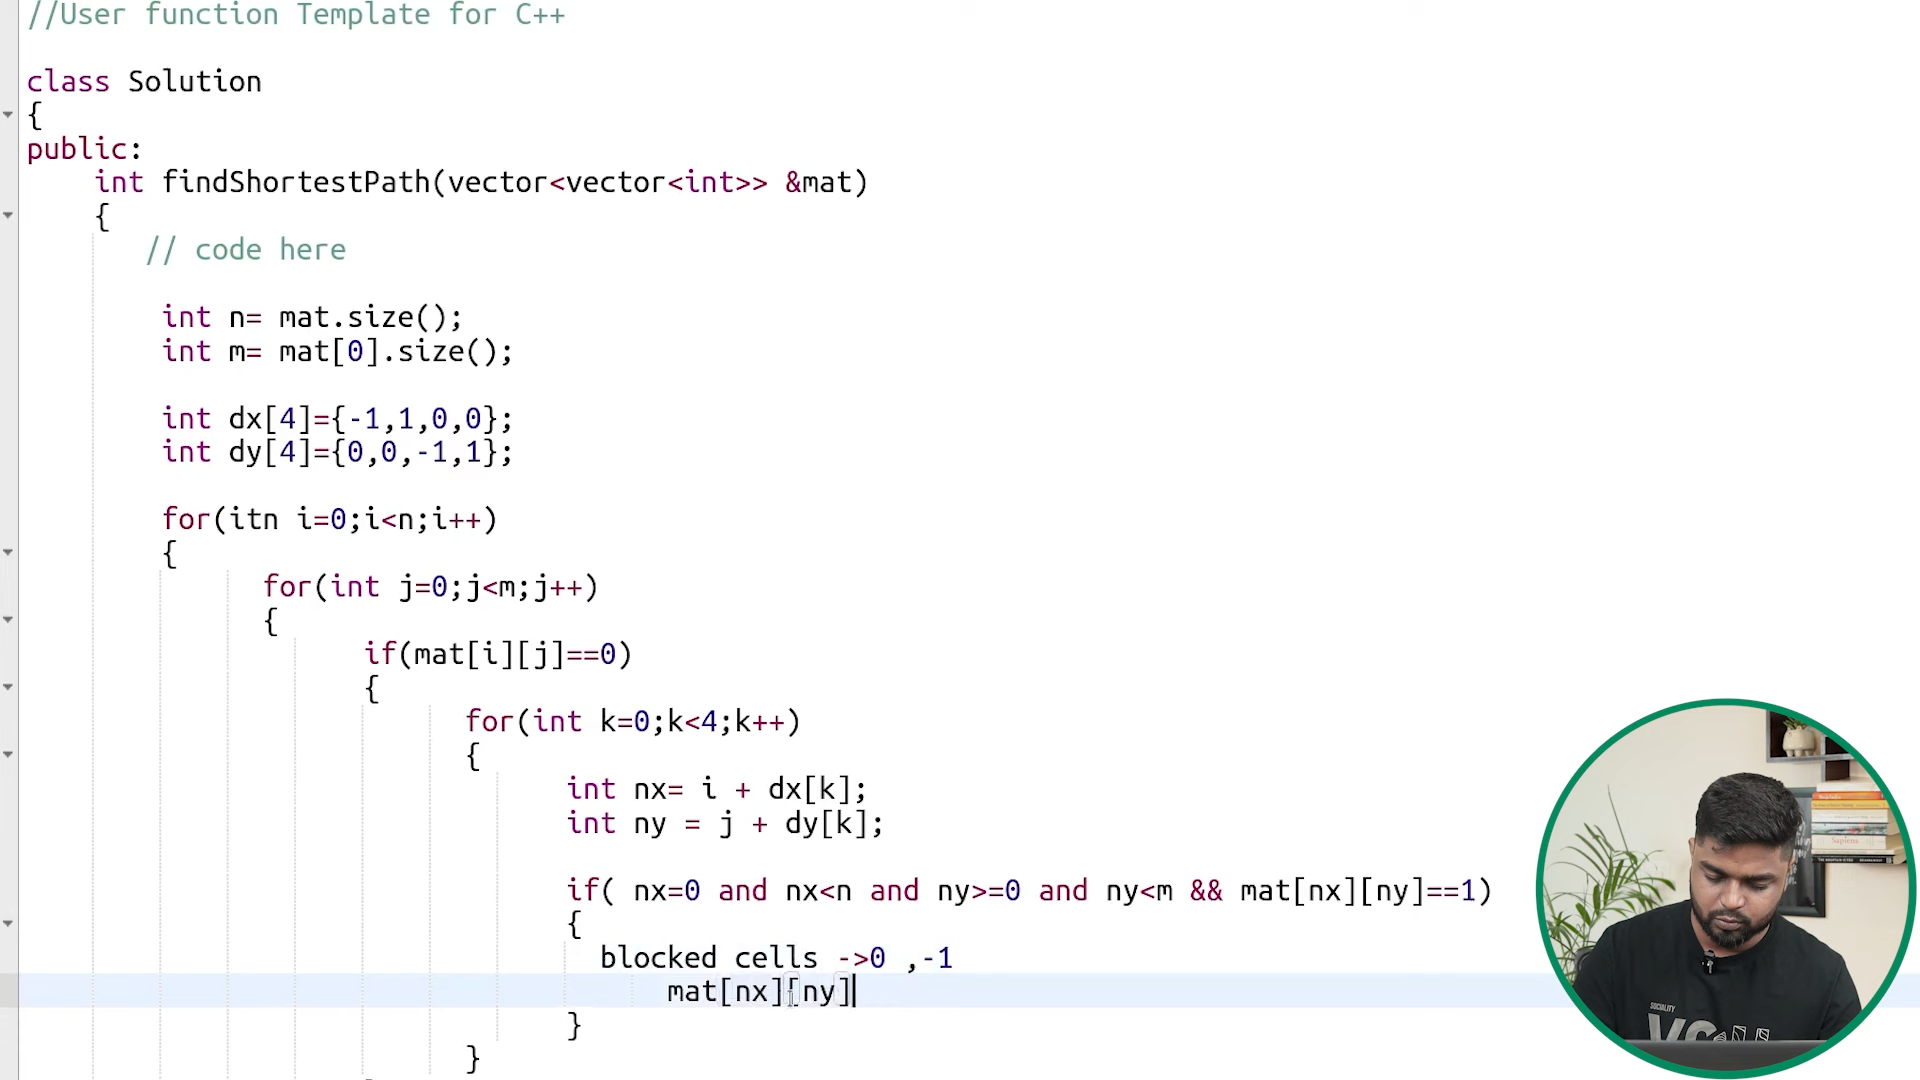 //User function Template for C++
class Solution
{
public:
int findShortestPath(vector<vector<int>> &mat)
{
// code here
int n= mat.size();
int m= mat[0].size();
int dx[4]={-1,1,0,0};
int dy[4]={0,0,-1,1};
for(itn i=0;i<n;i++)
{
for(int j=0;j<m;j++)
{
if(mat[i][j]==0)
{
for(int k=0;k<4;k++)
{
int nx= i + dx[k];
int ny = j + dy[k];
if( nx=0 and nx<n and ny>=0 and ny<m && mat[nx][ny]==1)
{
blocked cells ->0 ,-1
mat[nx][ny]
}
}
Sapiens
SOCIALITY